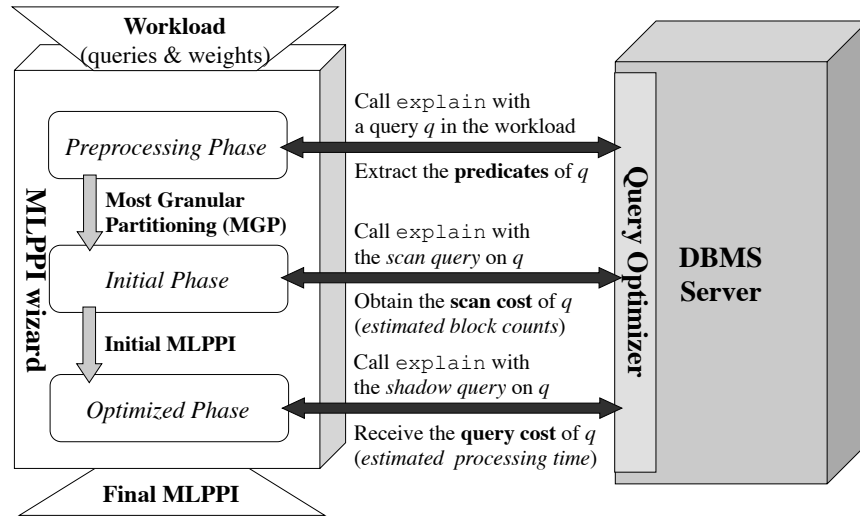 Workload
(queries & weights)
MLPPI wizard
Preprocessing Phase
Most Granular
Partitioning (MGP)
Initial Phase
Initial MLPPI
Optimized Phase
Final MLPPI
Call explain with
a query q in the workload
Extract the predicates of q
Call explain with
the scan query on q
Obtain the scan cost of q
(estimated block counts)
Call explain with
the shadow query on q
Receive the query cost of q
(estimated processing time)
Query Optimizer
DBMS
Server